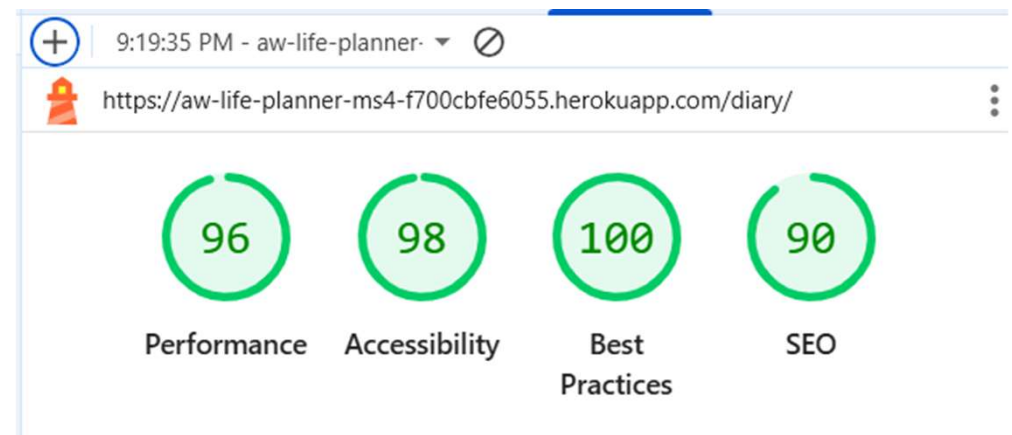 9:19:35 PM - aw-life-planner-
https://aw-life-planner-ms4-f700cbfe6055.herokuapp.com/diary/
96 98 100 90
Performance Accessibility Best Practices SEO